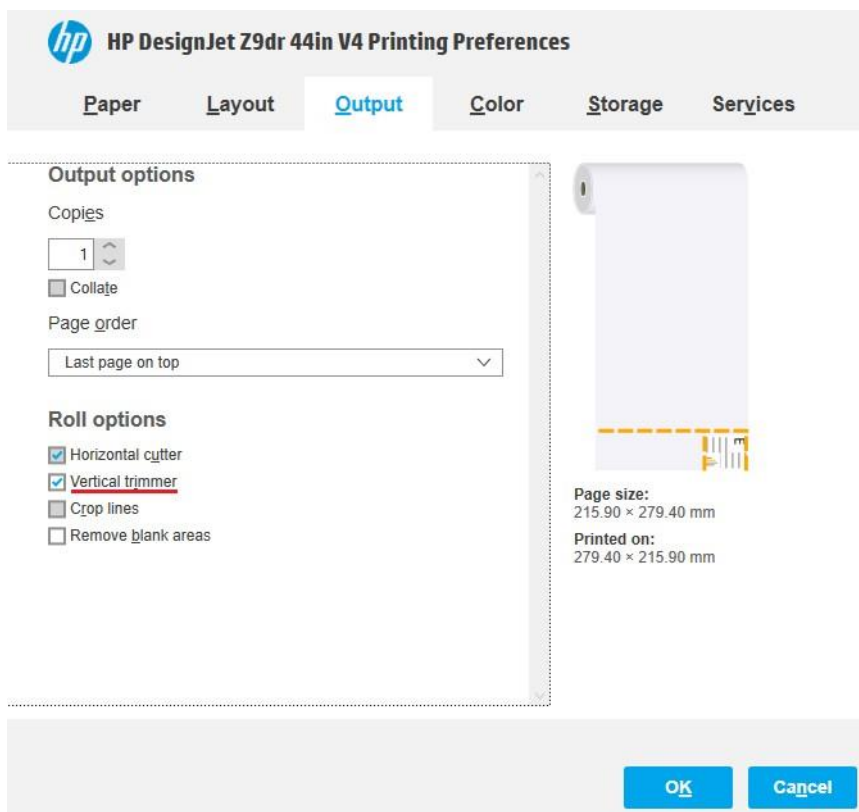 hp HP DesignJet Z9dr 44in V4 Printing Preferences
Paper Layout Output Color Storage Services
Output options
Copies
1
Collate
Page order
Last page on top
Roll options
Horizontal cutter
Vertical trimmer
Crop lines
Remove blank areas
Page size:
215.90 × 279.40 mm
Printed on:
279.40 × 215.90 mm
OK Cancel